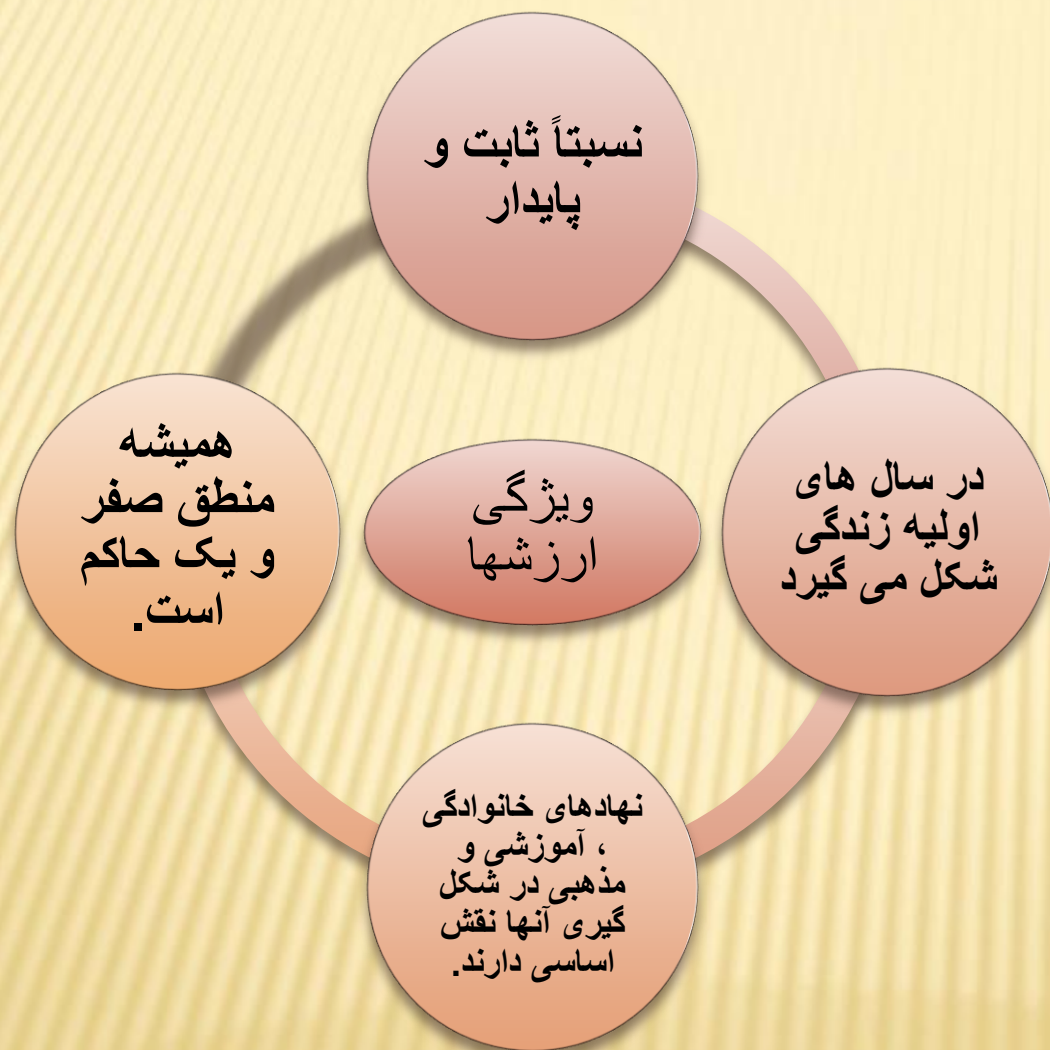 نسبتاً ثابت و
پایدار
در سال های
اولیه زندگی
شکل می گیرد
نهادهای خانوادگی
، آموزشی و
مذهبی در شکل
گیری آنها نقش
اساسی دارند.
همیشه
منطق صفر
و یک حاکم
است.
ویژگی
ارزشها